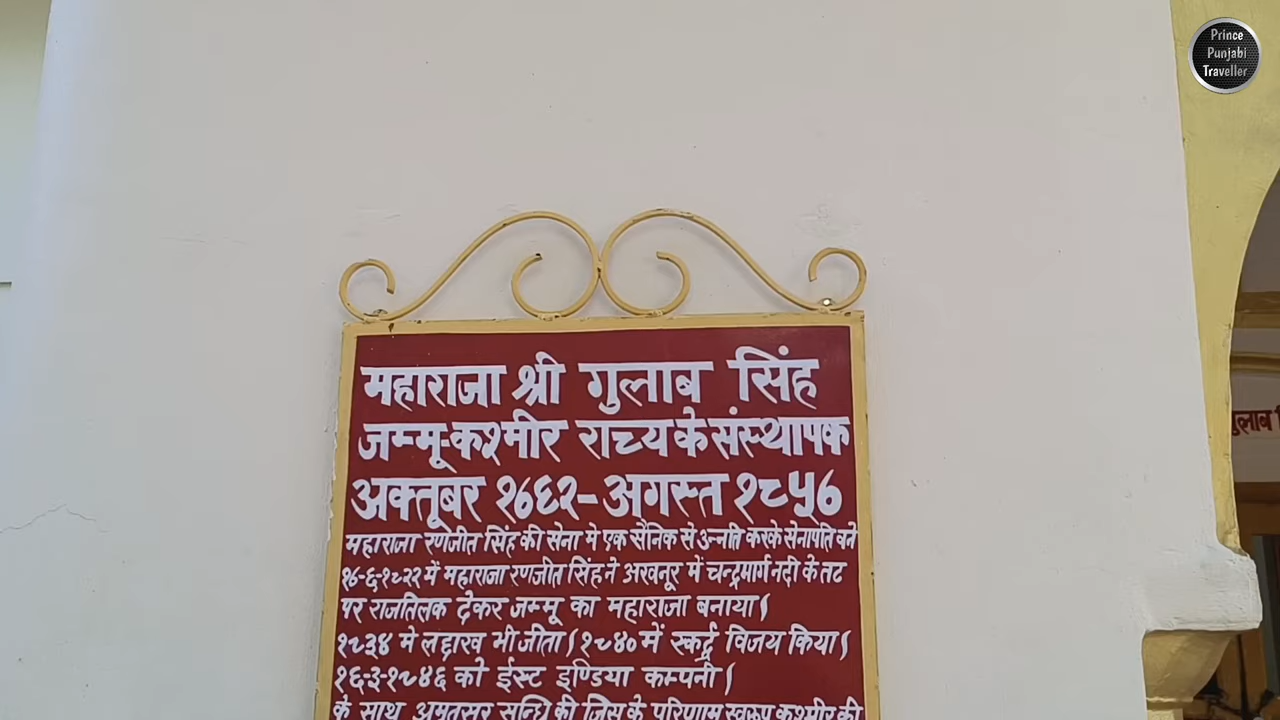 Prince
Punjabi
Traveller
महाराजा श्री गुलाब सिंह
जम्मू-कश्मीर राच्य के संस्थापक
अक्तूबर १७६२- अगस्त १८५७
महाराजा रणजीत सिंह की सेना मे एक सैनिक से उन्नति करके सेनापति बने
१७-६-१८२२ में महाराजा रणजीत सिंह ने अखनूर में चन्द्रमार्ग नदी के तट
पर राजतिलक देकर जम्मू का महाराजा बनाया।
१८३४ मे लद्दाख भी जीता। १८४० में स्कर्दू विजय किया।
१६-३-१८४६ को ईस्ट इण्डिया कम्पनी।
के साथ अमृतसर सन्धि की जिस के परिणाम स्वरूप कश्मीर की
गुलाब